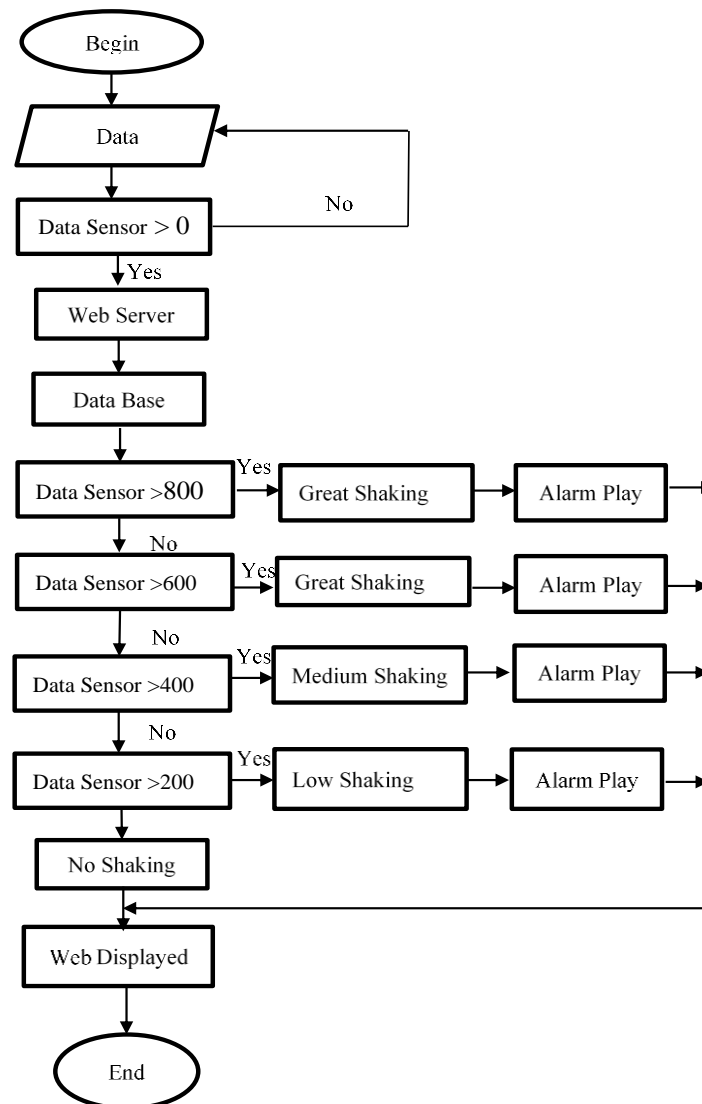 Begin
Data
No
Data Sensor > 0
Yes
Web Server
Data Base
Yes
Data Sensor >800
Great Shaking
Alarm Play
No
Yes
Data Sensor >600
Great Shaking
Alarm Play
No
Yes
Data Sensor >400
Medium Shaking
Alarm Play
No
Yes
Data Sensor >200
Low Shaking
Alarm Play
No Shaking
Web Displayed
End